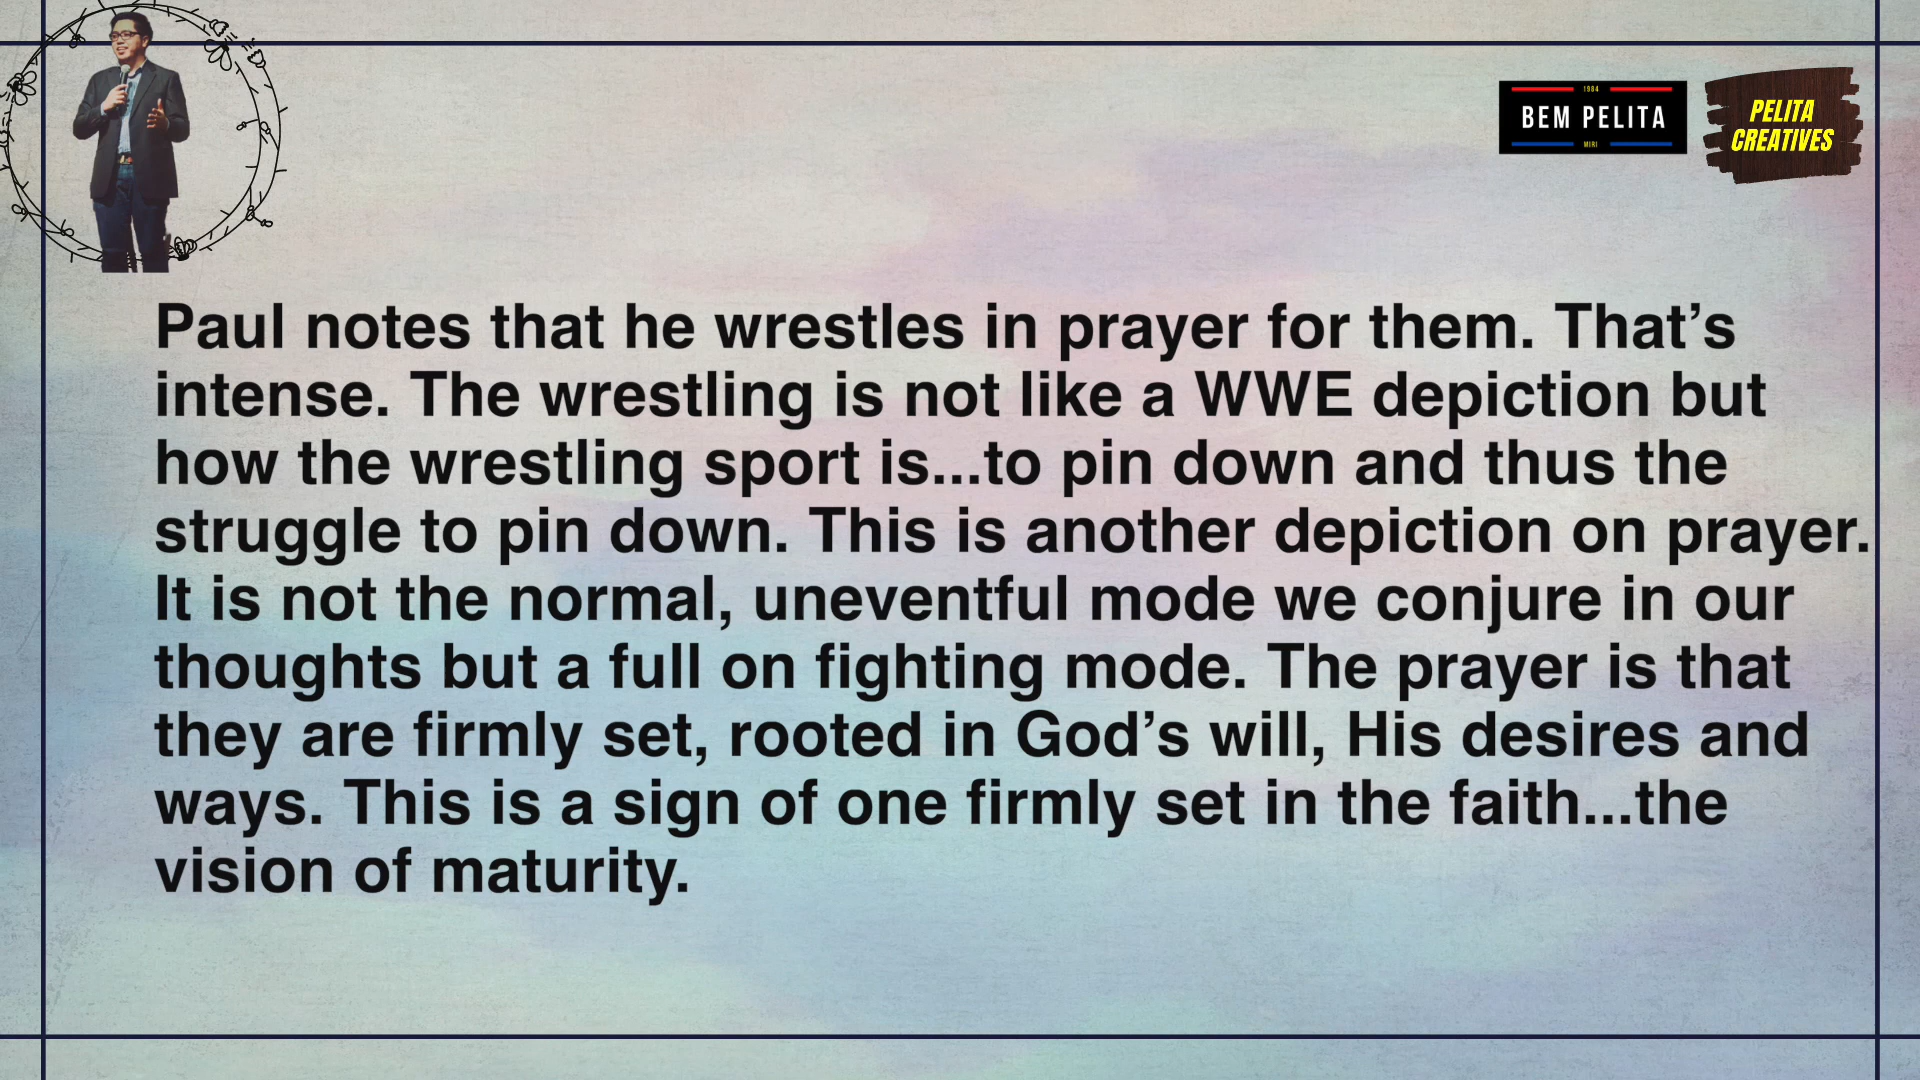 1984
BEM PELITA
MIRI
PELITA
CREATIVES
Paul notes that he wrestles in prayer for them. That’s
intense. The wrestling is not like a WWE depiction but
how the wrestling sport is...to pin down and thus the
struggle to pin down. This is another depiction on prayer.
It is not the normal, uneventful mode we conjure in our
thoughts but a full on fighting mode. The prayer is that
they are firmly set, rooted in God’s will, His desires and
ways. This is a sign of one firmly set in the faith...the
vision of maturity.